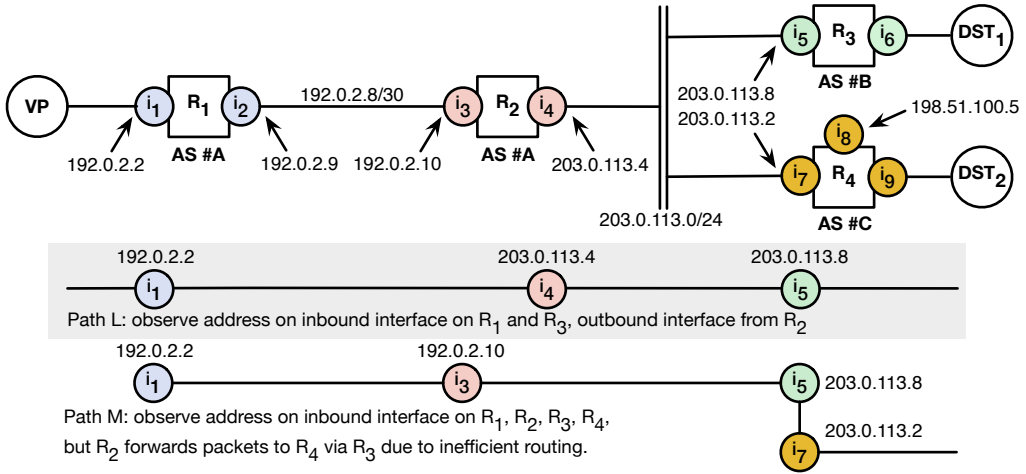 VP
i1
R1
i2
AS #A
192.0.2.2
192.0.2.8/30
192.0.2.9
i3
R2
i4
AS #A
192.0.2.10
203.0.113.4
203.0.113.0/24
i5
R3
i6
AS #B
DST1
203.0.113.8
203.0.113.2
198.51.100.5
i8
i7
R4
i9
AS #C
DST2
192.0.2.2
203.0.113.4
203.0.113.8
i1
i4
i5
Path L: observe address on inbound interface on R1 and R3, outbound interface from R2
192.0.2.2
192.0.2.10
i1
i3
i5
203.0.113.8
Path M: observe address on inbound interface on R1, R2, R3, R4,
but R2 forwards packets to R4 via R3 due to inefficient routing.
203.0.113.2
i7